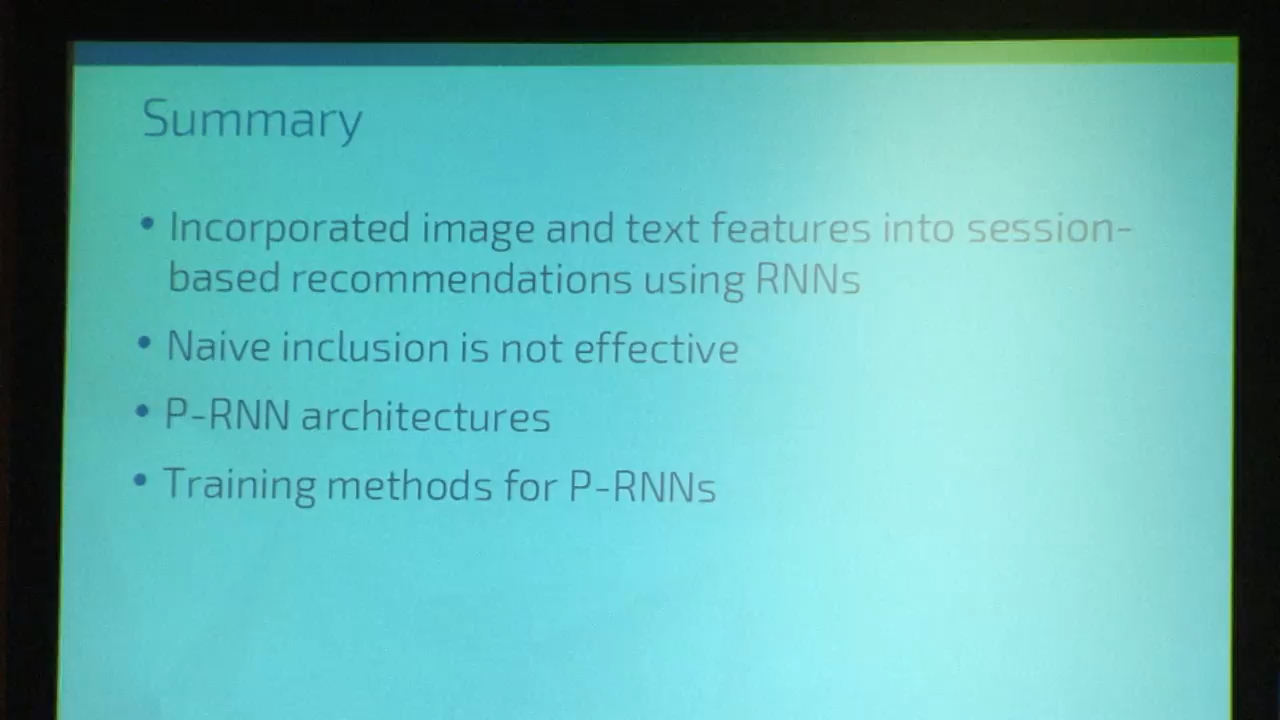 Summary
• Incorporated image and text features into session-
based recommendations using RNNs
• Naive inclusion is not effective
• P-RNN architectures
• Training methods for P-RNNs